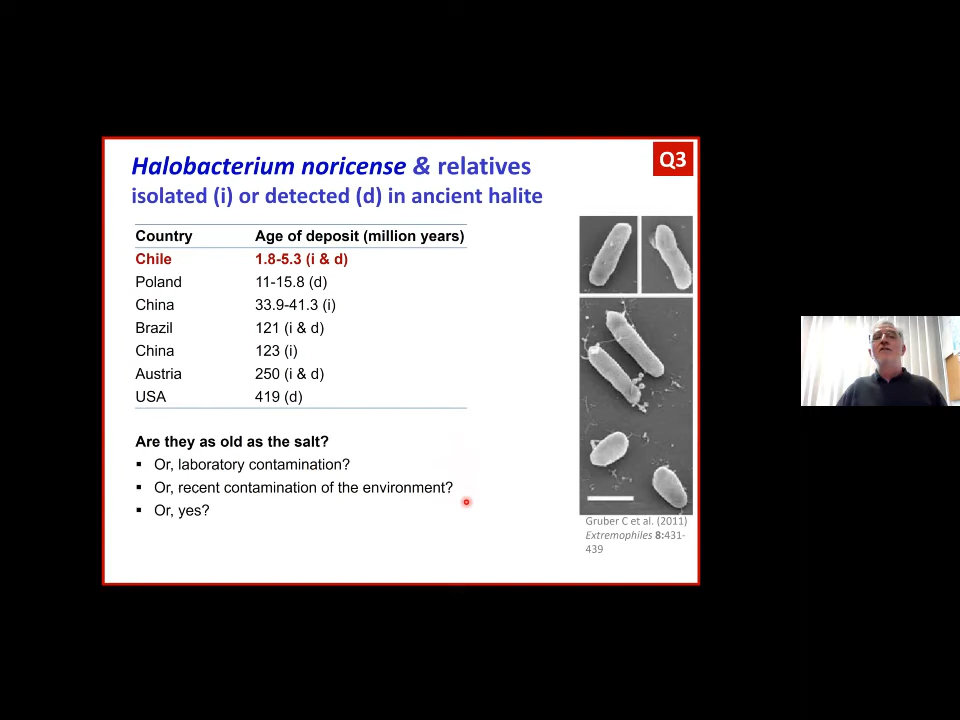 Halobacterium noricense & relatives
Q3
isolated (i) or detected (d) in ancient halite
Country Age of deposit (million years)
Chile 1.8-5.3 (i & d)
Poland 11-15.8 (d)
China 33.9-41.3 (i)
Brazil 121 (i & d)
China 123 (i)
Austria 250 (i & d)
USA 419 (d)
Are they as old as the salt?
▪ Or, laboratory contamination?
▪ Or, recent contamination of the environment?
▪ Or, yes?
Gruber C et al. (2011)
Extremophiles 8:431-
439